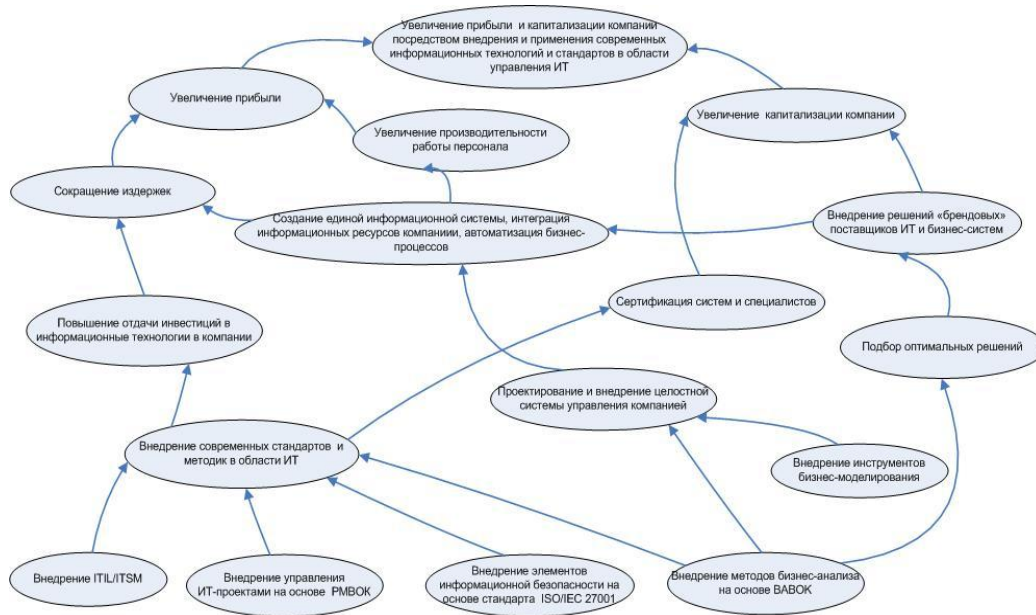 Увеличение прибыли и капитализации компании
посредством внедрения и применения современных
информационных технологий и стандартов в области
управления ИТ
Увеличение прибыли
Увеличение капитализации компании
Увеличение производительности
работы персонала
Сокращение издержек
Создание единой информационной системы, интеграция
информационных ресурсов компаниии, автоматизация бизнес-
процессов
Внедрение решений «брендовых»
поставщиков ИТ и бизнес-систем
Сертификация систем и специалистов
Повышение отдачи инвестиций в
информационные технологии в компании
Подбор оптимальных решений
Проектирование и внедрение целостной
системы управления компанией
Внедрение современных стандартов и
методик в области ИТ
Внедрение инструментов
бизнес-моделирования
Внедрение ITIL/ITSM
Внедрение управления
ИТ-проектами на основе PMBOK
Внедрение элементов
информационной безопасности на
основе стандарта ISO/IEC 27001
Внедрение методов бизнес-анализа
на основе BABOK